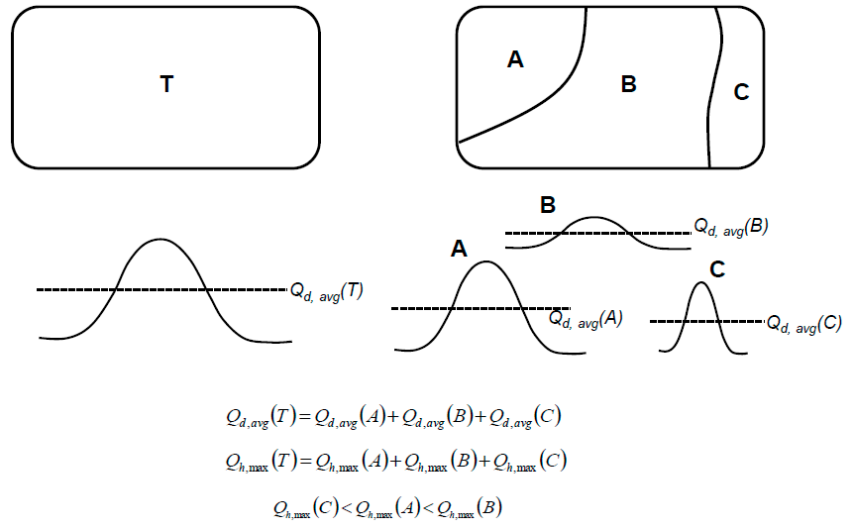 T
A
B
C
B
Q_{d, avg}(B)
A
C
Q_{d, avg}(T)
Q_{d, avg}(A)
Q_{d, avg}(C)
Q_{d,avg}(T)=Q_{d,avg}(A)+Q_{d,avg}(B)+Q_{d,avg}(C)
Q_{h,max}(T)=Q_{h,max}(A)+Q_{h,max}(B)+Q_{h,max}(C)
Q_{h,max}(C)<Q_{h,max}(A)<Q_{h,max}(B)